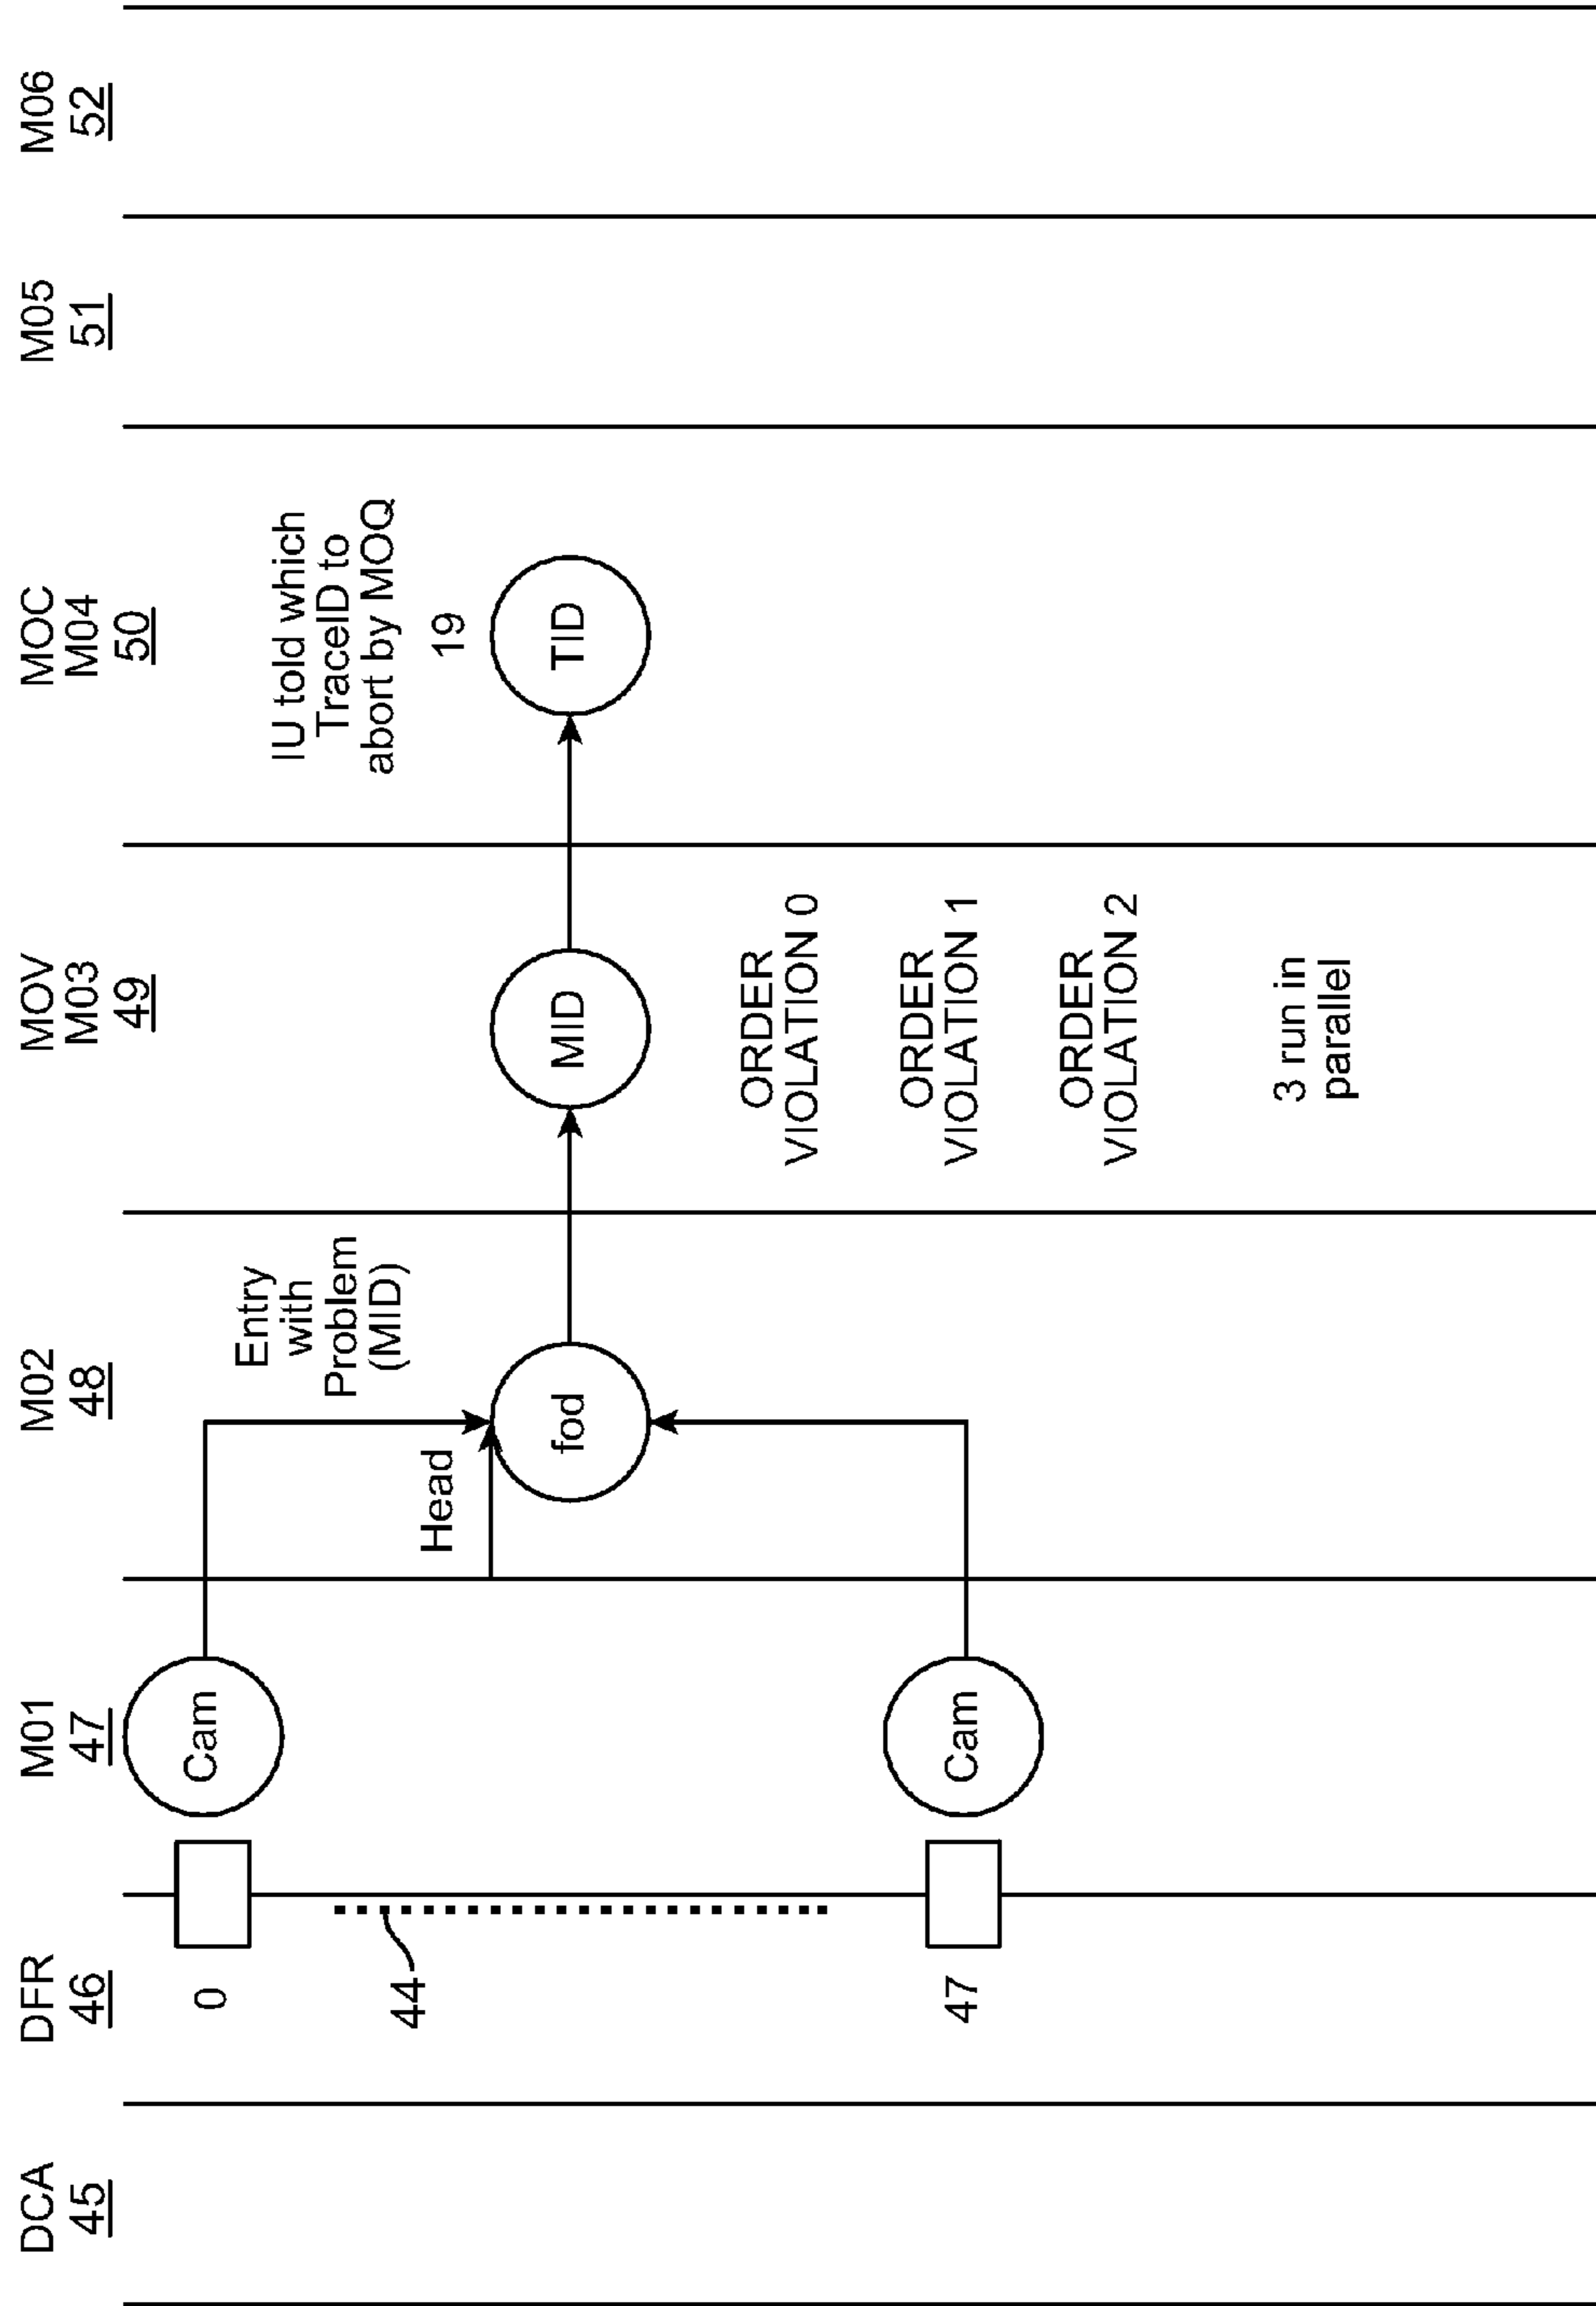 DCA
45
DFR
46
M01
47
M02
48
MOV
M03
49
MOC
M04
50
M05
51
M06
52
0
44
47
Cam
Cam
Head
Entry
with
Problem
(MID)
fod
MID
ORDER
VIOLATION 0
ORDER
VIOLATION 1
ORDER
VIOLATION 2
3 run in
parallel
IU told which
TraceID to
abort by MOQ
19
TID